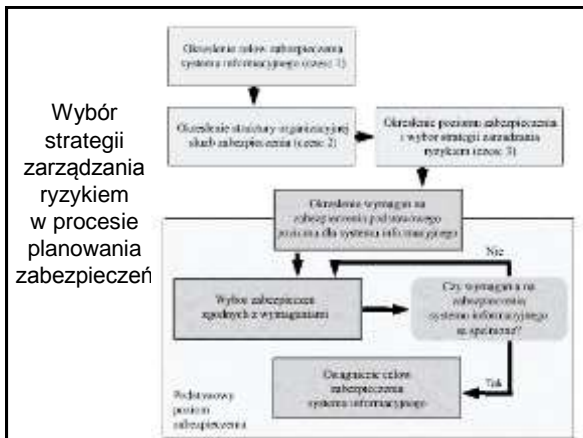 Wybór
strategii
zarządzania
ryzykiem
w procesie
planowania
zabezpieczeń
Określenie celów zabezpieczenia
systemu informacyjnego (część 1)
Określenie struktury organizacyjnej
służb zabezpieczenia (część 2)
Określenie poziomu zabezpieczenia
i wybór strategii zarządzania
ryzykiem (część 3)
Określenie wymagań na
zabezpieczenia podstawowego
poziomu dla systemu informacyjnego
Nie
Wybór zabezpieczeń
zgodnych z wymaganiami
Czy wymagania na
zabezpieczenia
systemu informacyjnego
są spełnione?
Tak
Osiągnięcie celów
zabezpieczenia
systemu informacyjnego
Podstawowy
poziom
zabezpieczenia